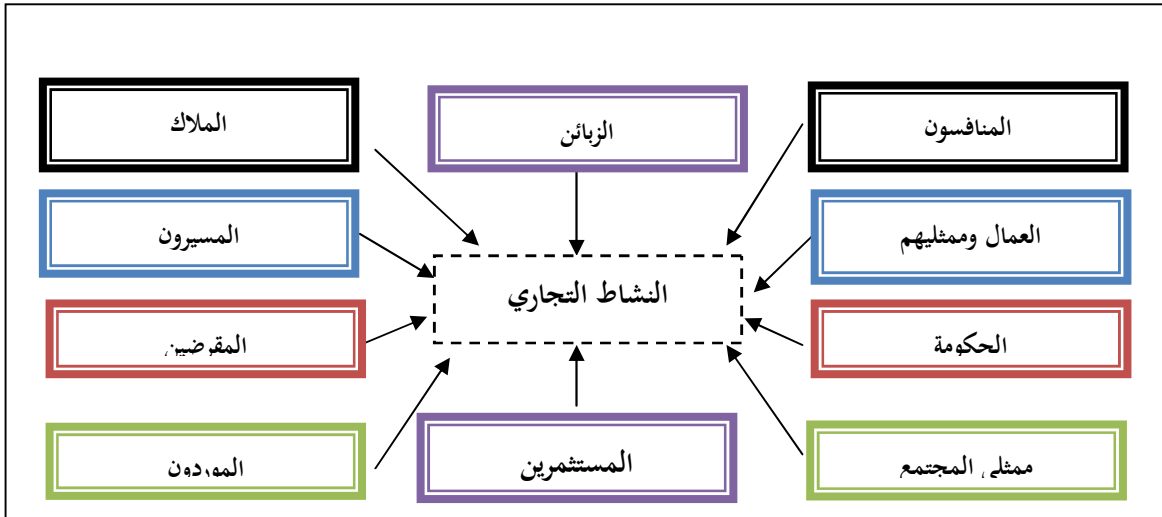 المنافسون
الزبائن
الملاك
العمال وممثليهم
المسيرون
النشاط التجاري
الحكومة
المقرضين
ممثلي المجتمع
المستثمرين
الموردون